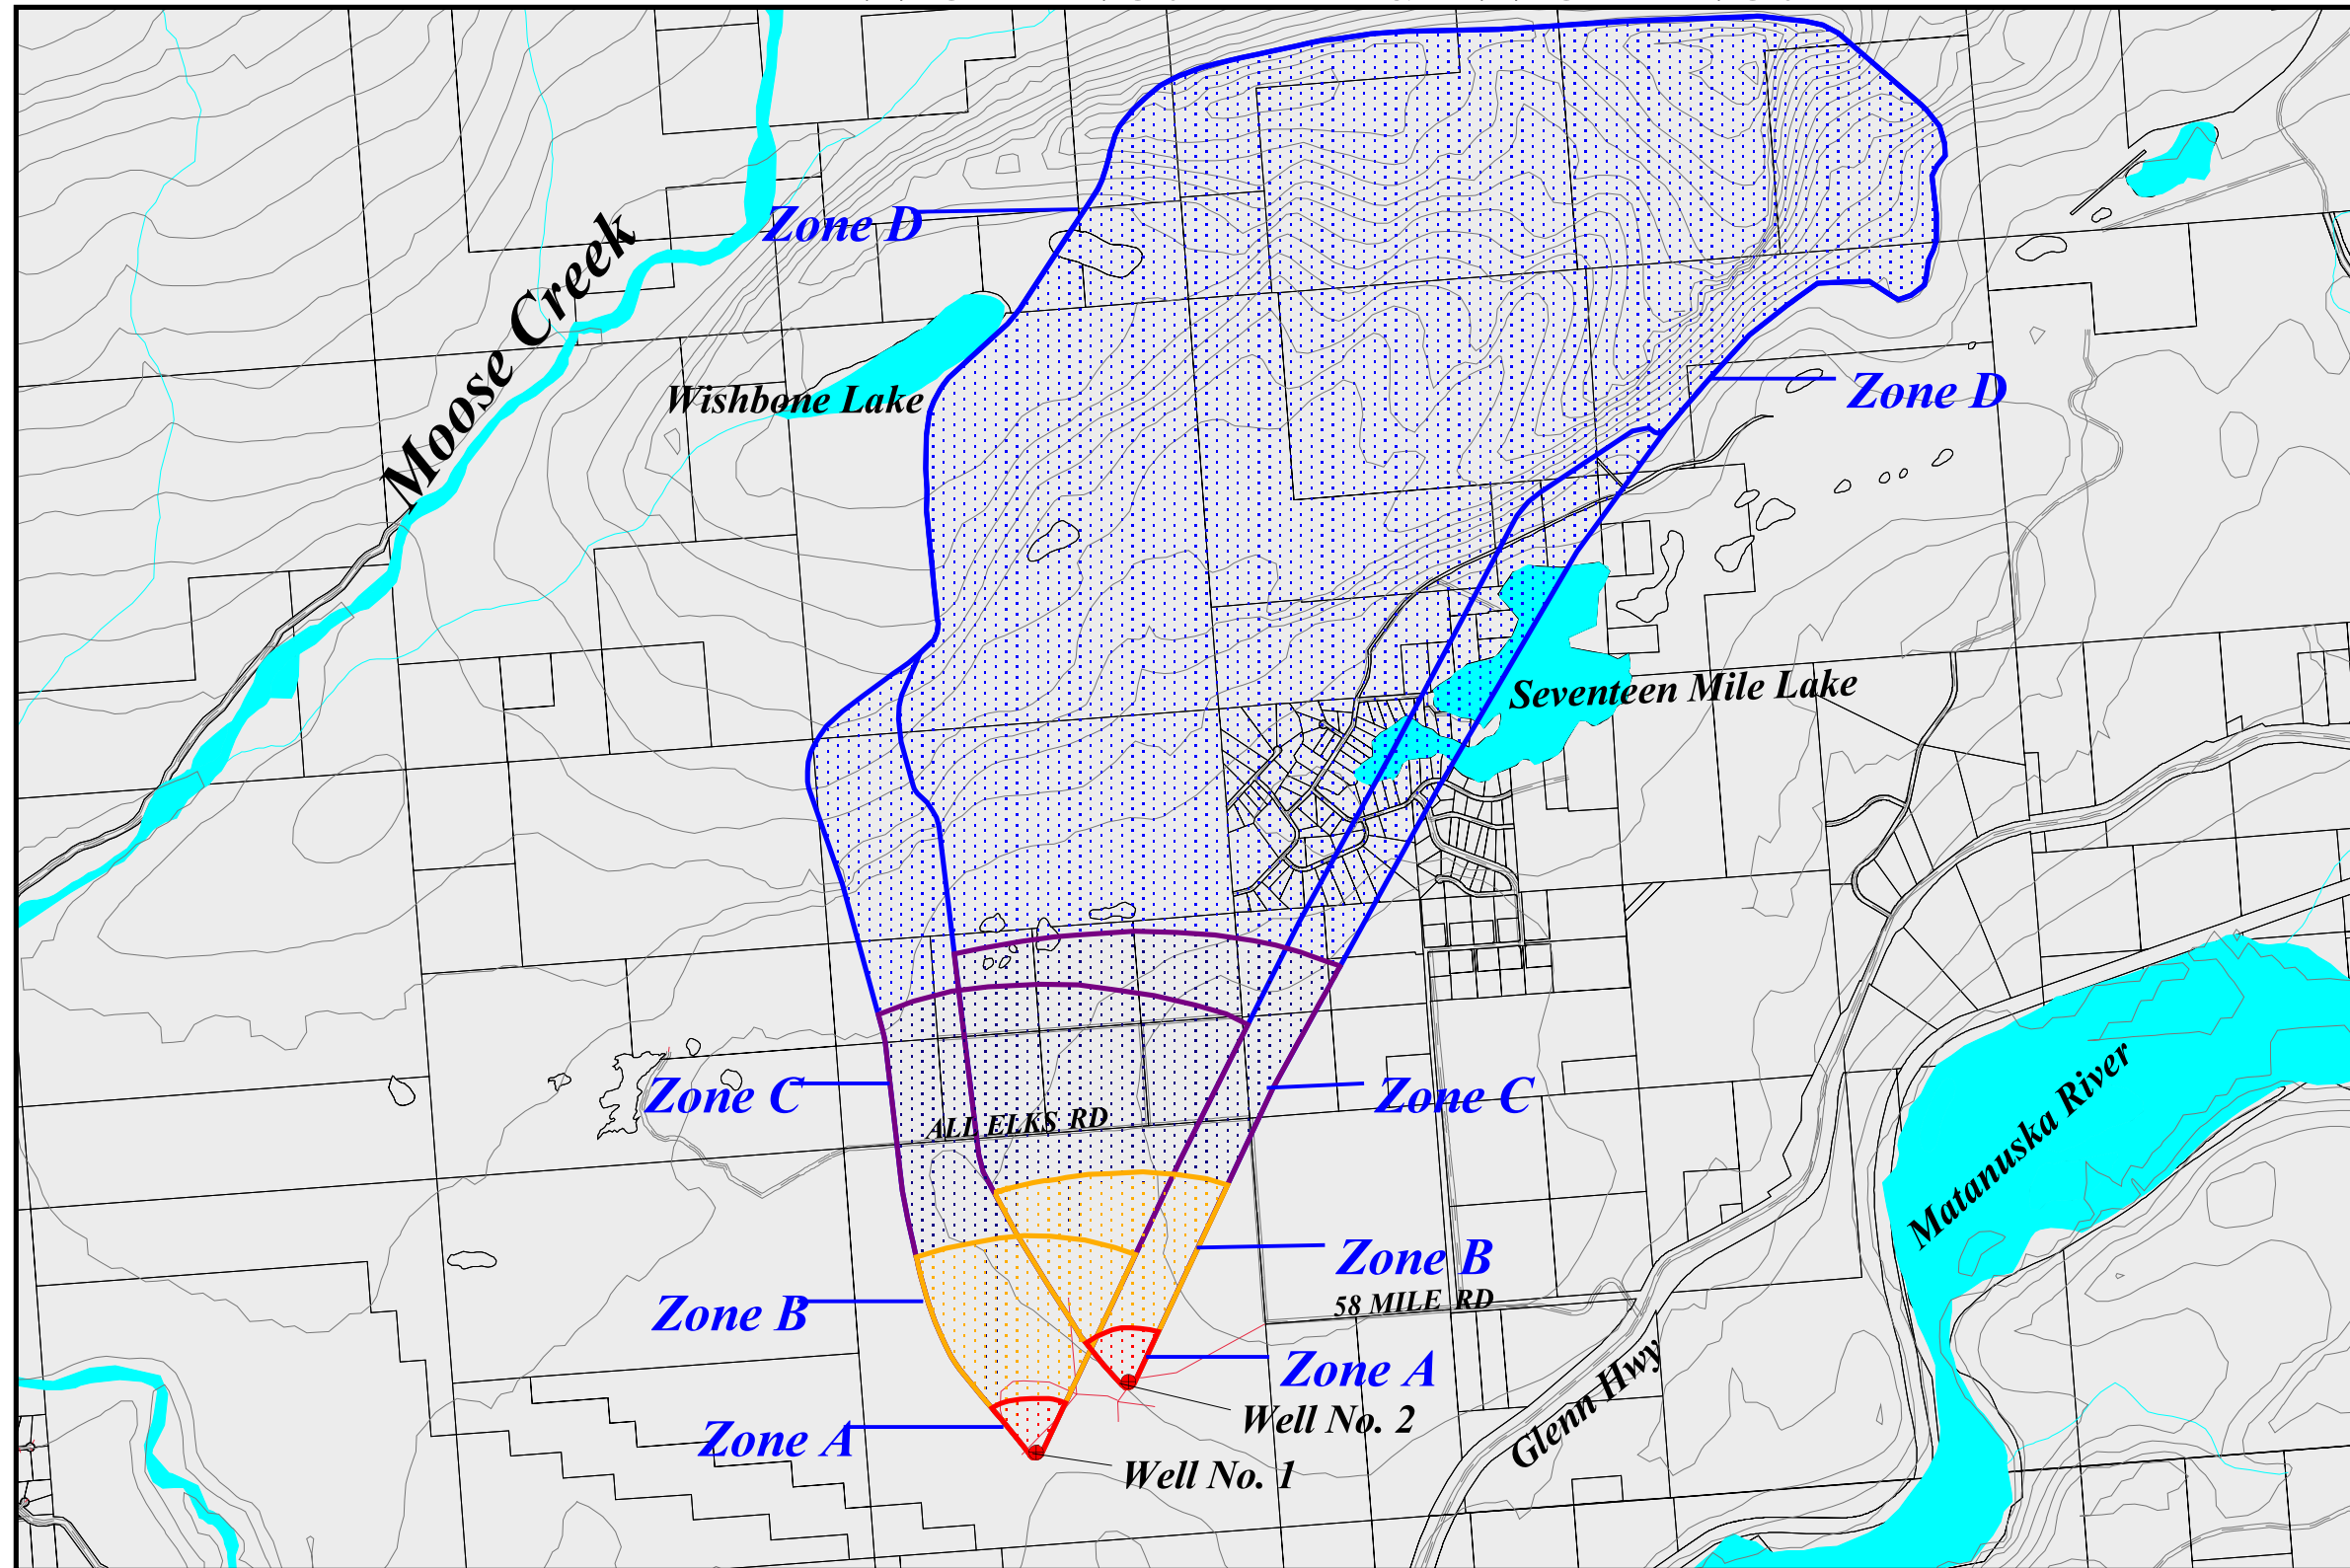 Zone D
Moose Creek
Wishbone Lake
Zone D
Seventeen Mile Lake
Zone C
Zone C
ALL ELKS RD
Matanuska River
Zone B
58 MILE RD
Zone B
Zone A
Glenn Hwy
Well No. 2
Zone A
Well No. 1